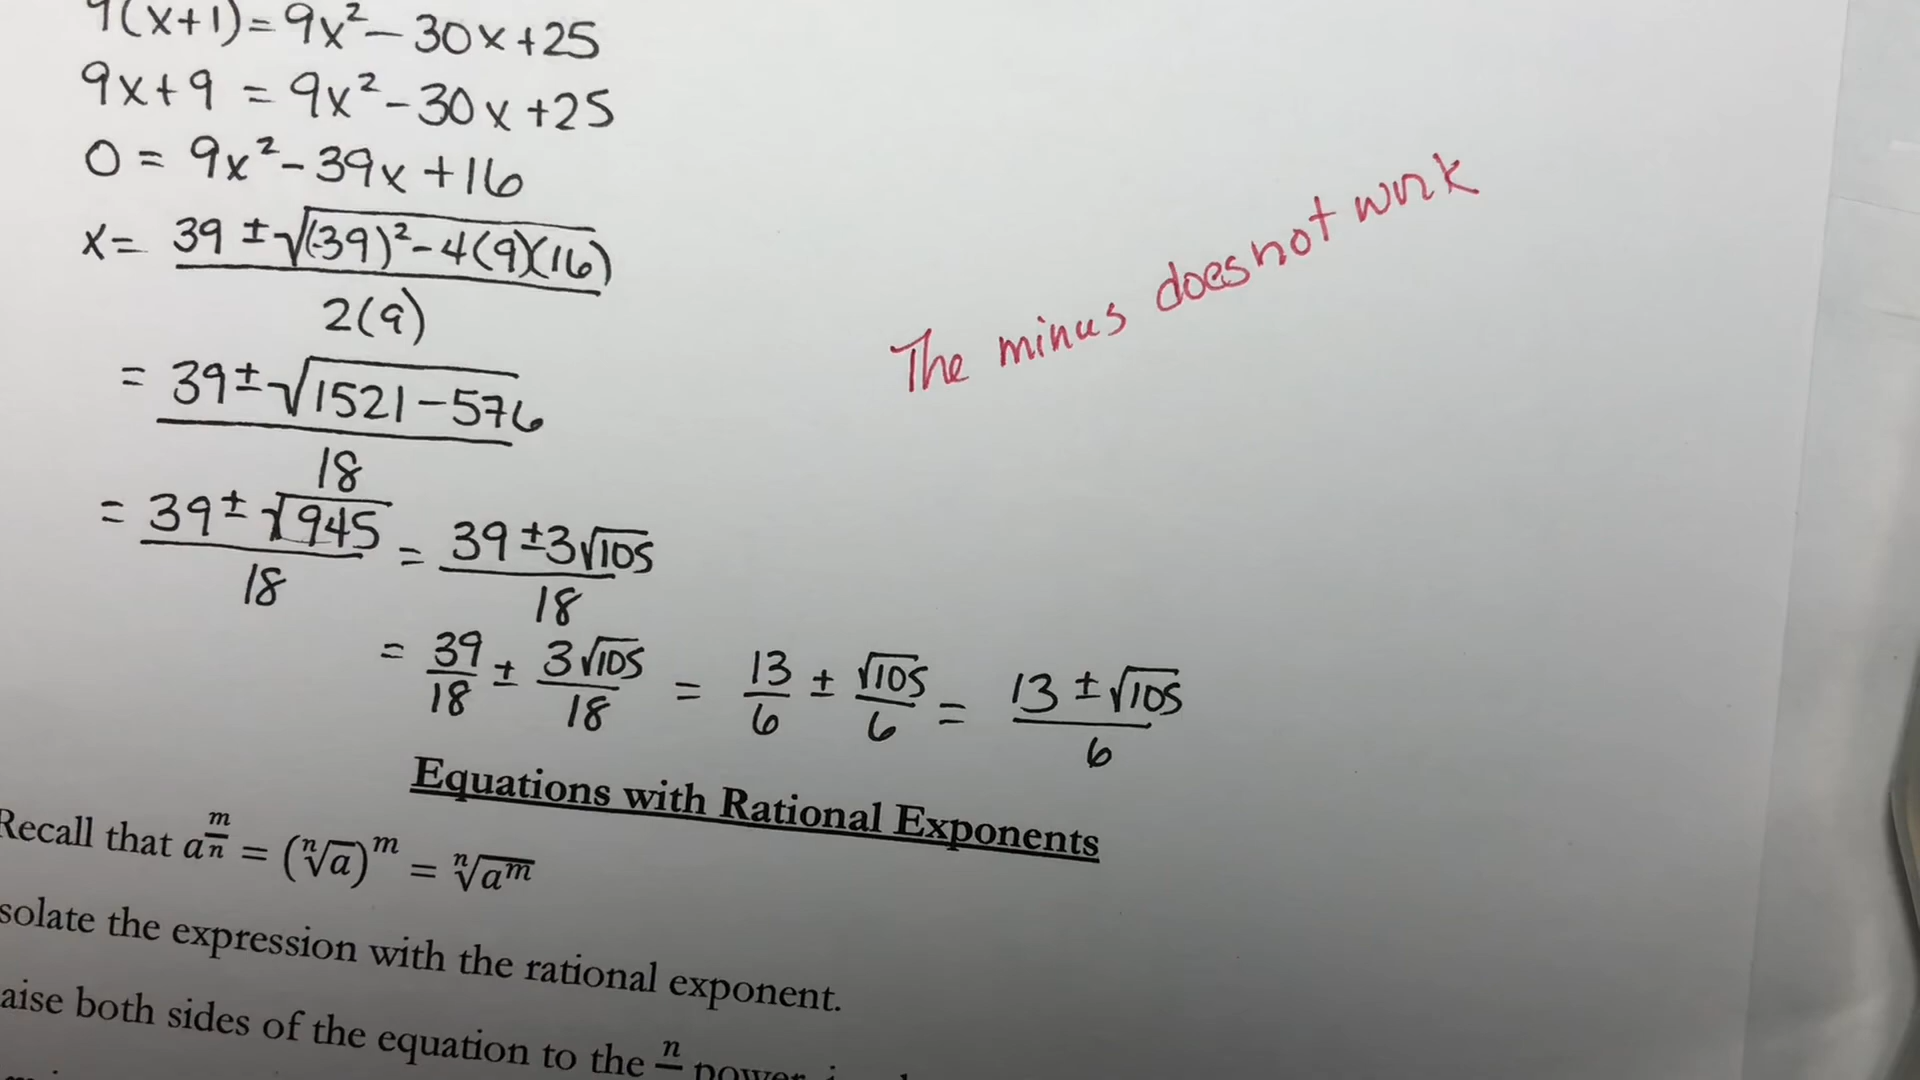 9(x+1) = 9x² - 30x + 25
9x + 9 = 9x² - 30x + 25
0 = 9x² - 39x + 16
x = (39 ± √((-39)² - 4(9)(16))) / 2(9)
= (39 ± √(1521 - 576)) / 18
= (39 ± √945) / 18 = (39 ± 3√105) / 18
= 39/18 ± 3√105/18 = 13/6 ± √105/6 = (13 ± √105) / 6
The minus does not work
Equations with Rational Exponents
Recall that a^(m/n) = (ⁿ√a)^m = ⁿ√(a^m)
solate the expression with the rational exponent.
aise both sides of the equation to the n power